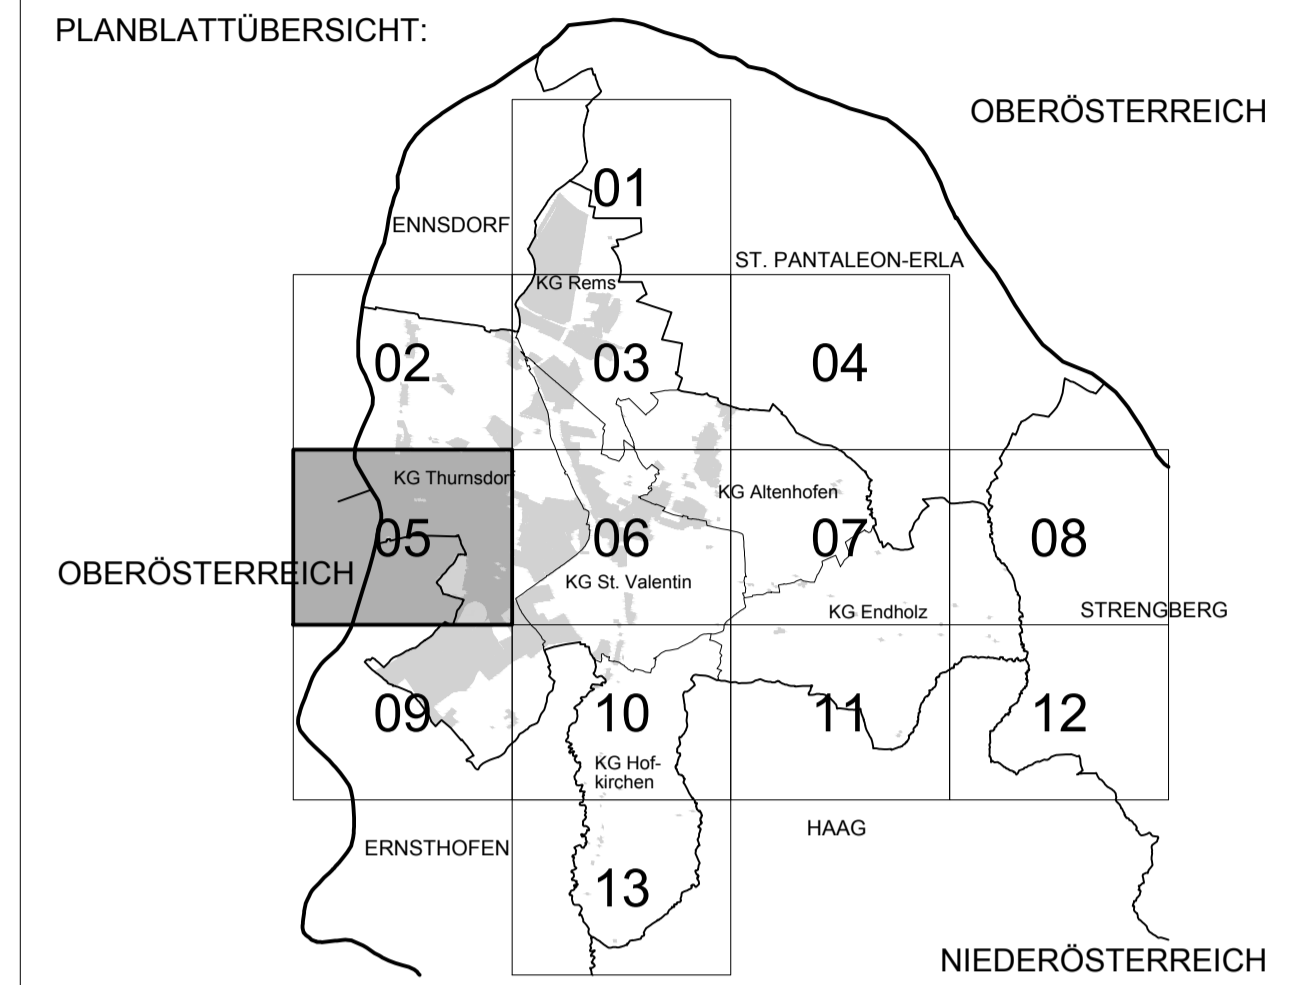 PLANBLATTÜBERSICHT:
OBERÖSTERREICH
01
ENNSDORF
ST. PANTALEON-ERLA
KG Rems
02
03
04
KG Thurnsdorf
KG Altenhofen
05
06
07
08
OBERÖSTERREICH
KG St. Valentin
KG Endholz
STRENGBERG
09
10
11
12
KG Hof-
kirchen
HAAG
ERNSTHOFEN
13
NIEDERÖSTERREICH